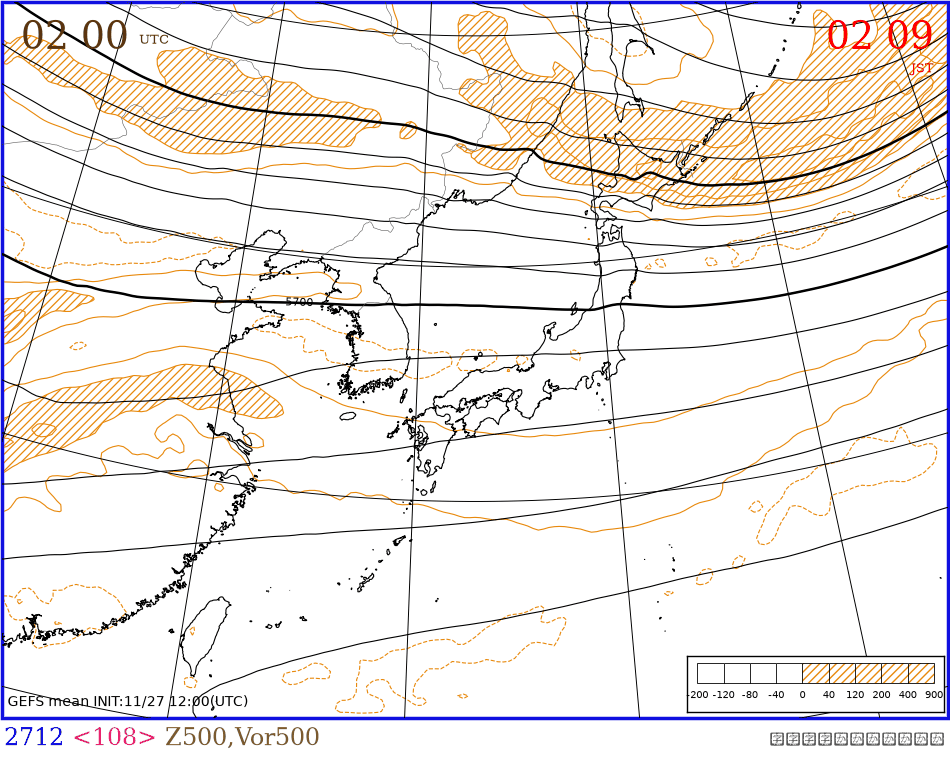 02 00 UTC
02 09
JST
5700
-200 -120 -80 -40 0 40 120 200 400 900
GEFS mean INIT:11/27 12:00(UTC)
2712 <108> Z500,Vor500